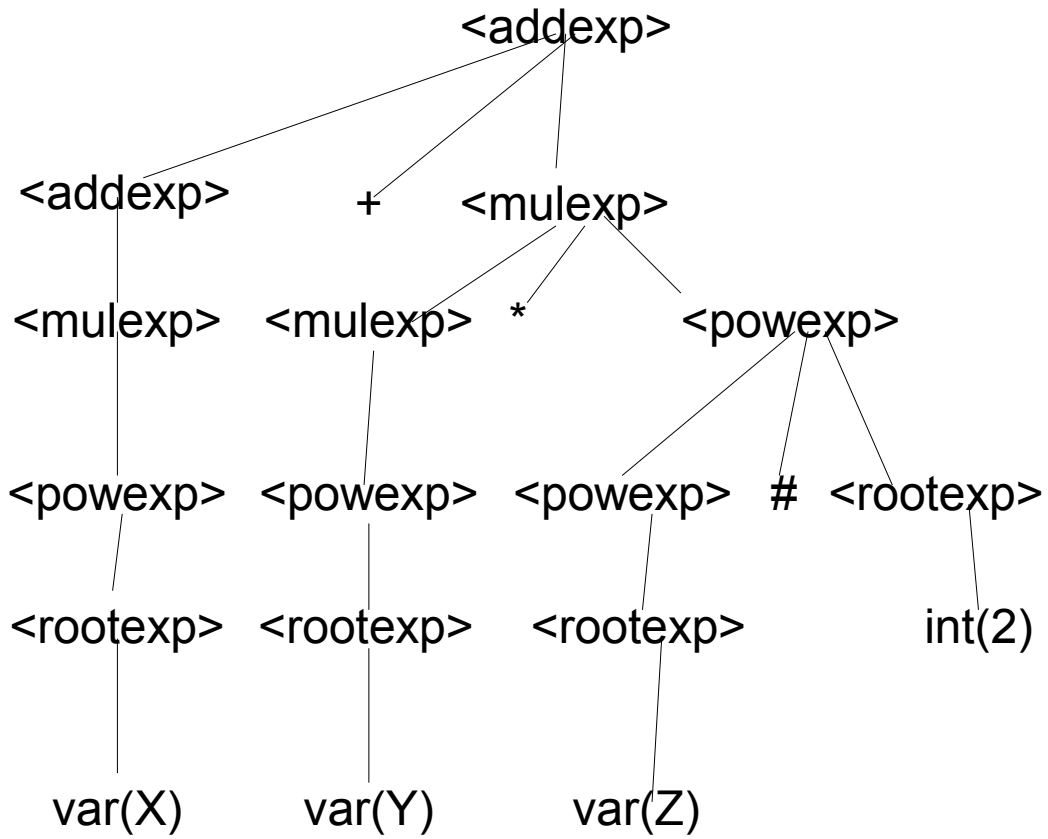 <addexp>
<addexp> + <mulexp>
<mulexp> <mulexp> * <powexp>
<powexp> <powexp> <powexp> # <rootexp>
<rootexp> <rootexp> <rootexp> int(2)
var(X) var(Y) var(Z)